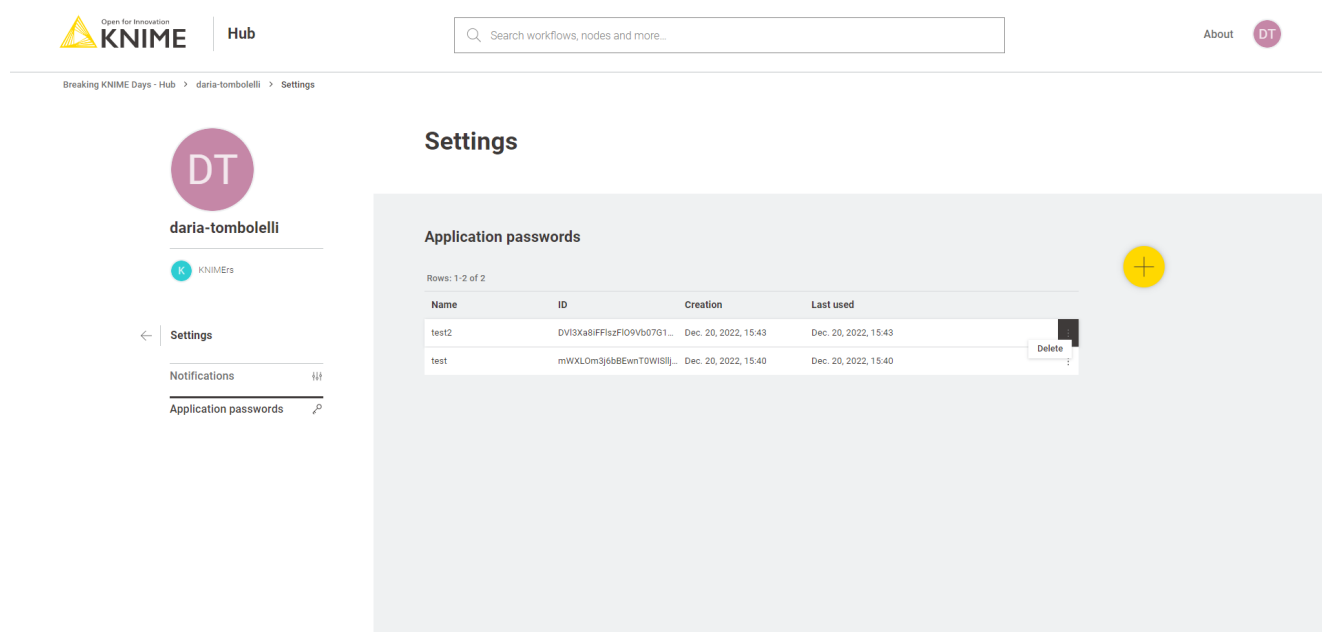 Open for Innovation
KNIME
Hub
Search workflows, nodes and more...
About
DT
Breaking KNIME Days - Hub > daria-tombolelli > Settings
DT
daria-tombolelli
K KNIMErs
Settings
Notifications
Application passwords
Settings
Application passwords
Rows: 1-2 of 2
Name ID Creation Last used
test2 Dec. 20, 2022, 15:43 Dec. 20, 2022, 15:43
Delete
test Dec. 20, 2022, 15:40 Dec. 20, 2022, 15:40